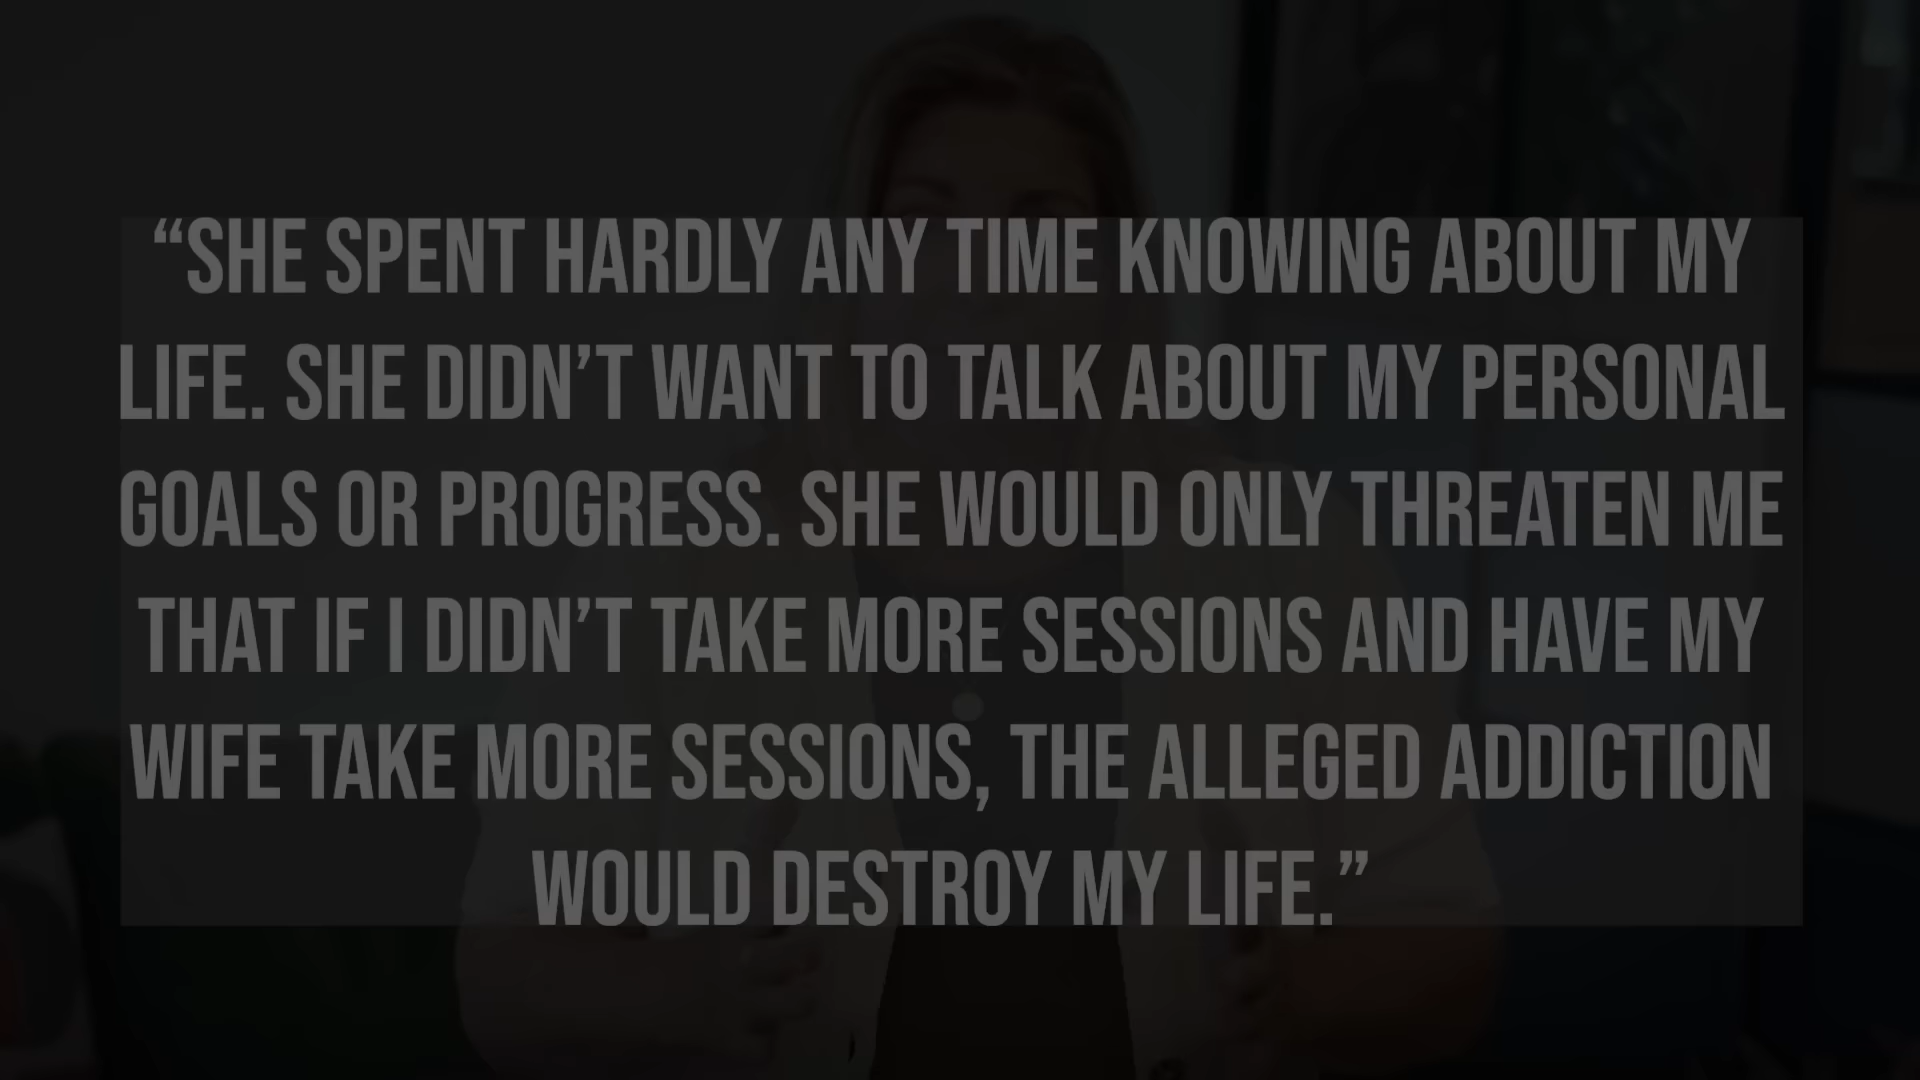 “SHE SPENT HARDLY ANY TIME KNOWING ABOUT MY
LIFE. SHE DIDN’T WANT TO TALK ABOUT MY PERSONAL
GOALS OR PROGRESS. SHE WOULD ONLY THREATEN ME
THAT IF I DIDN’T TAKE MORE SESSIONS AND HAVE MY
WIFE TAKE MORE SESSIONS, THE ALLEGED ADDICTION
WOULD DESTROY MY LIFE.”